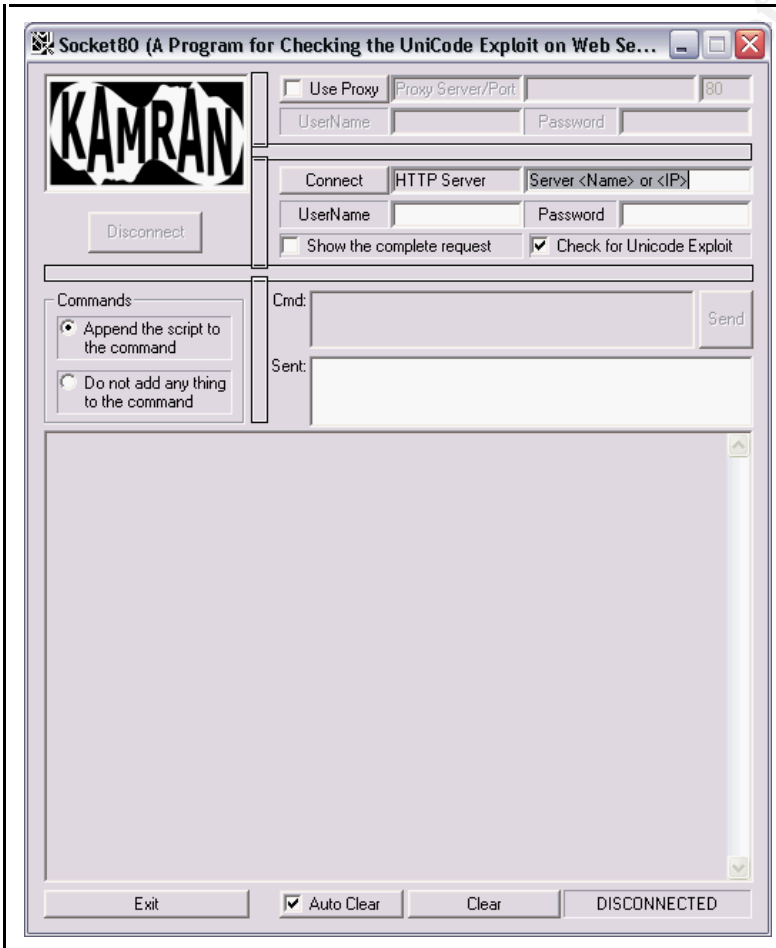 Socket80 (A Program for Checking the UniCode Exploit on Web Se...
KAMRAN
Use Proxy Proxy Server/Port 80
UserName Password
Connect HTTP Server Server <Name> or <IP>
UserName Password
Disconnect
Show the complete request Check for Unicode Exploit
Commands
Append the script to
the command
Do not add any thing
to the command
Cmd:
Send
Sent:
Exit Auto Clear Clear DISCONNECTED